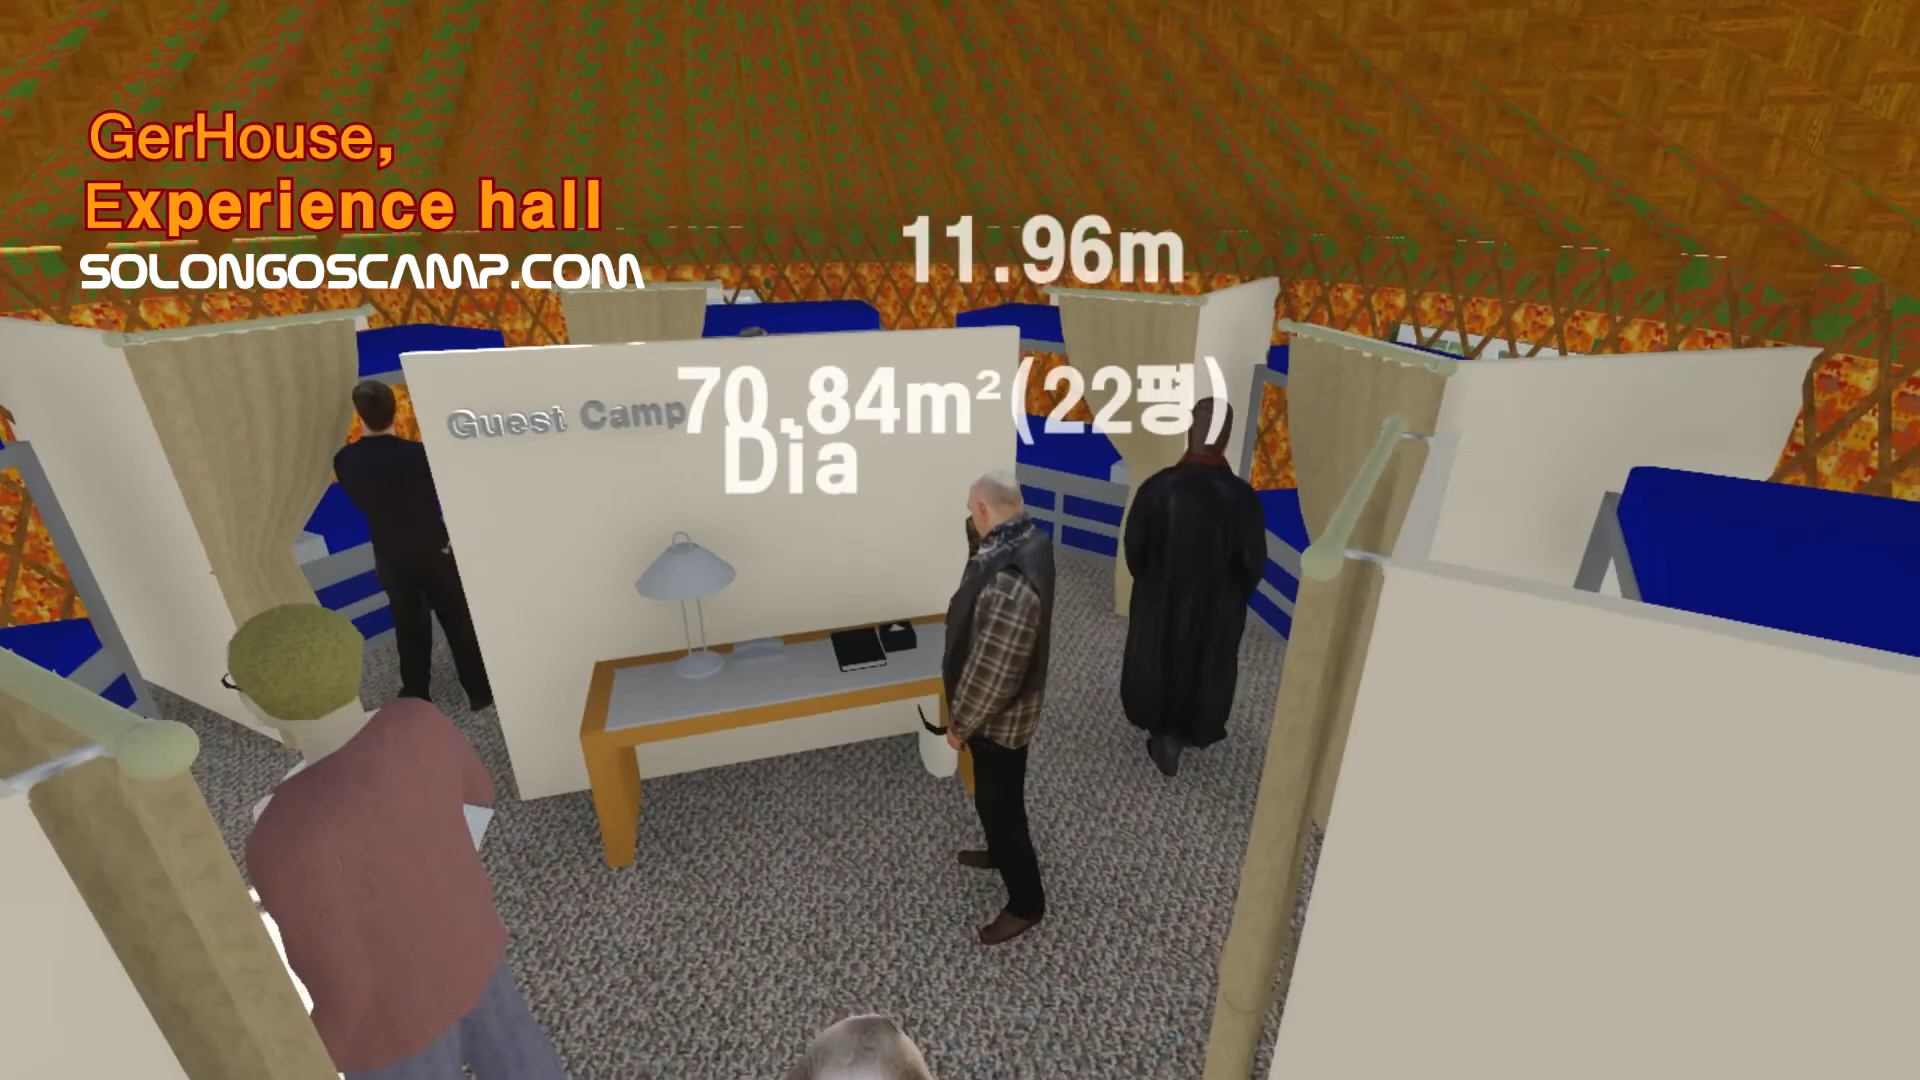 GerHouse,
Experience hall
SOLONGOSCAMP.COM
11.96m
70.84m²(22평)
Dia
Guest Camp